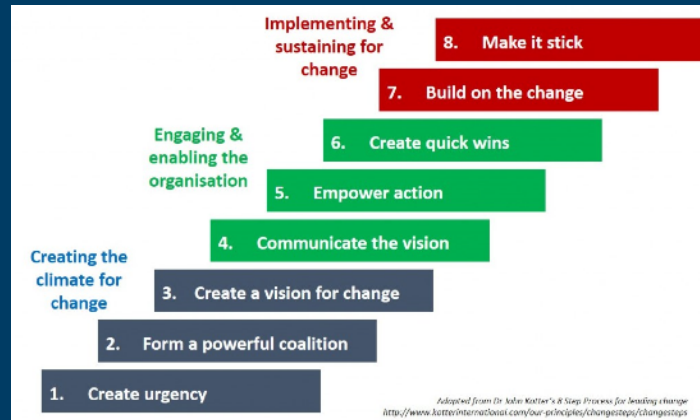 Implementing &
sustaining for
change
8. Make it stick
7. Build on the change
Engaging &
enabling the
organisation
6. Create quick wins
5. Empower action
4. Communicate the vision
Creating the
climate for
change
3. Create a vision for change
2. Form a powerful coalition
1. Create urgency
Adapted from Dr John Kotter's 8 Step Process for leading change
http://www.kotterinternational.com/our-principles/changesteps/changesteps